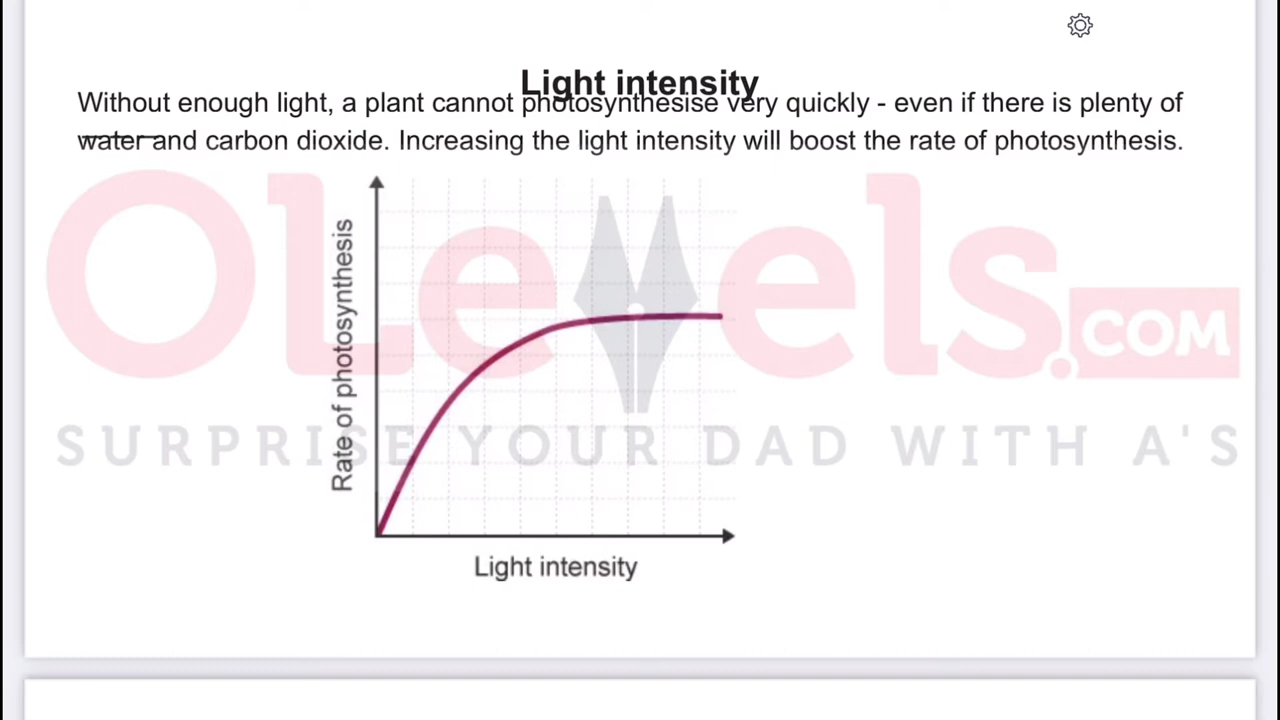 Light intensity
Without enough light, a plant cannot photosynthesise very quickly - even if there is plenty of
water and carbon dioxide. Increasing the light intensity will boost the rate of photosynthesis.
Rate of photosynthesis
OLevels.COM
SURPRISE YOUR DAD WITH A'S
Light intensity